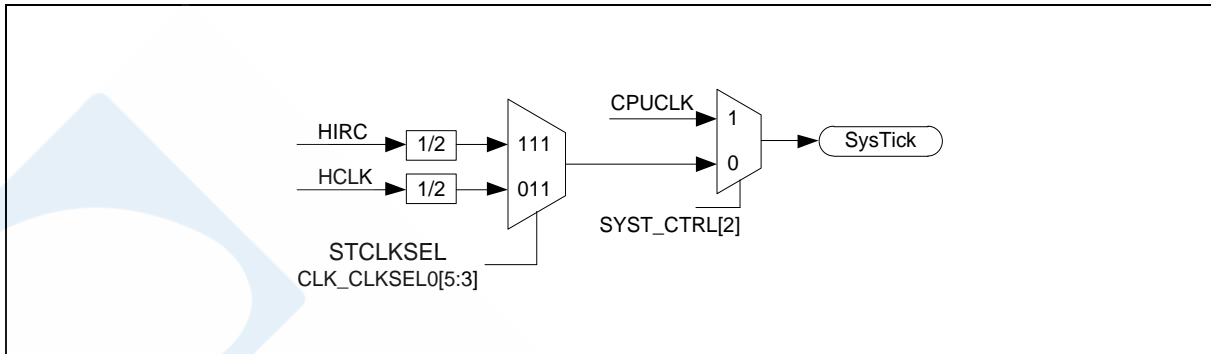 CPUCLK
1
SysTick
HIRC
1/2
111
0
HCLK
1/2
011
SYST_CTRL[2]
STCLKSEL
CLK_CLKSEL0[5:3]